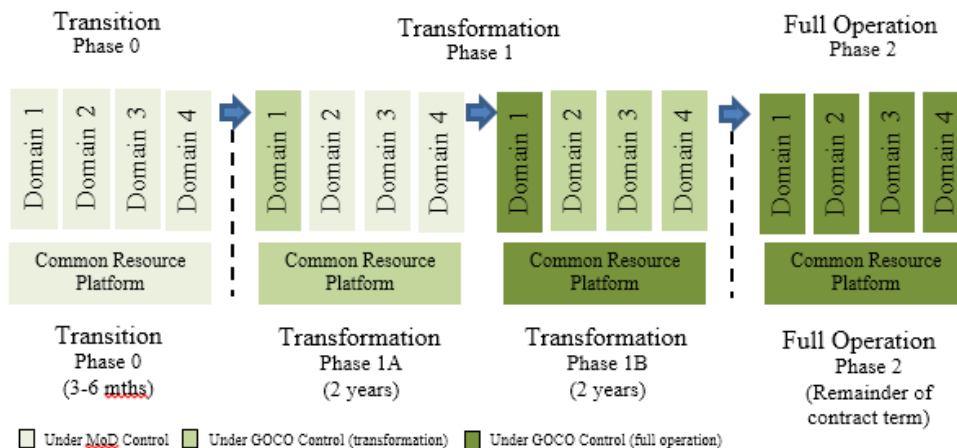 Transition
Phase 0
Transformation
Phase 1
Full Operation
Phase 2
Domain 1
Domain 2
Domain 3
Domain 4
Domain 1
Domain 2
Domain 3
Domain 4
Domain 1
Domain 2
Domain 3
Domain 4
Domain 1
Domain 2
Domain 3
Domain 4
Common Resource
Platform
Common Resource
Platform
Common Resource
Platform
Common Resource
Platform
Transition
Phase 0
(3-6 mths)
Transformation
Phase 1A
(2 years)
Transformation
Phase 1B
(2 years)
Full Operation
Phase 2
(Remainder of
contract term)
Under MoD Control
Under GOCO Control (transformation)
Under GOCO Control (full operation)